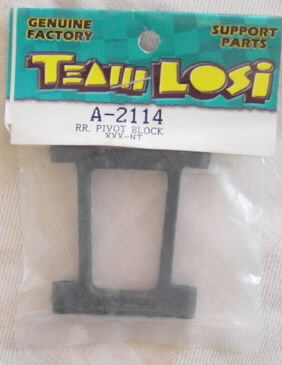 GENUINE FACTORY
SUPPORT PARTS
TEAM LOSI
A-2114
RR. PIVOT BLOCK
XXX-NT